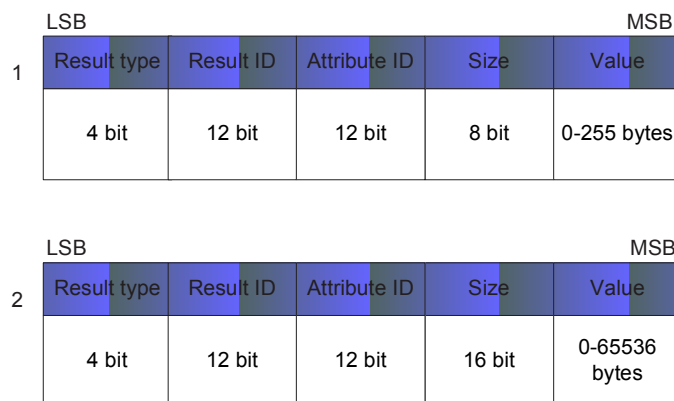 LSB MSB
1 Result type Result ID Attribute ID Size Value
4 bit 12 bit 12 bit 8 bit 0-255 bytes
LSB MSB
2 Result type Result ID Attribute ID Size Value
4 bit 12 bit 12 bit 16 bit 0-65536
bytes